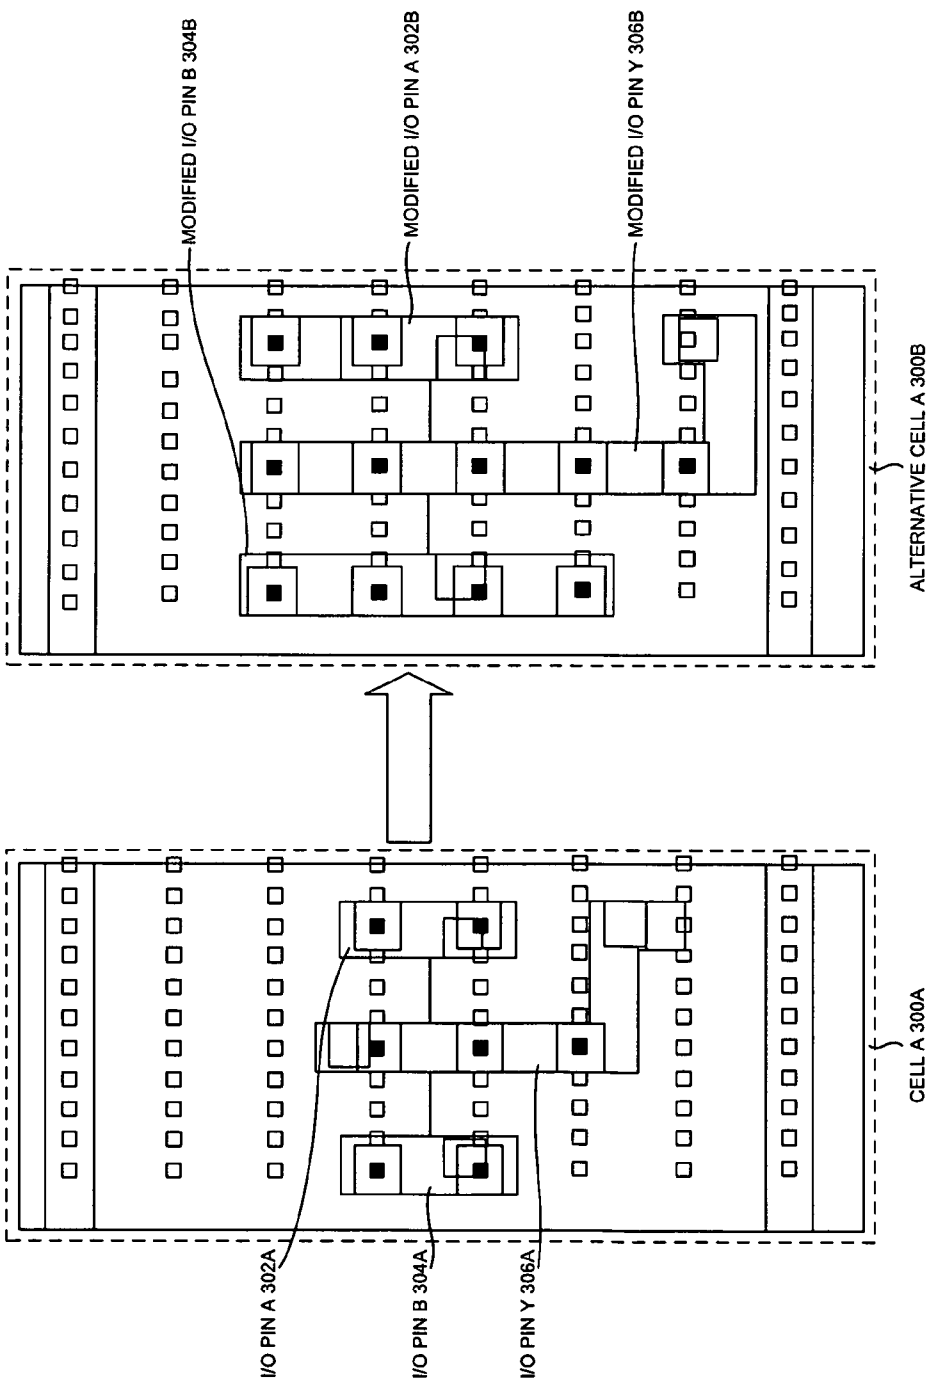 I/O PIN A 302A
I/O PIN B 304A
I/O PIN Y 306A
CELL A 300A
MODIFIED I/O PIN B 304B
MODIFIED I/O PIN A 302B
MODIFIED I/O PIN Y 306B
ALTERNATIVE CELL A 300B